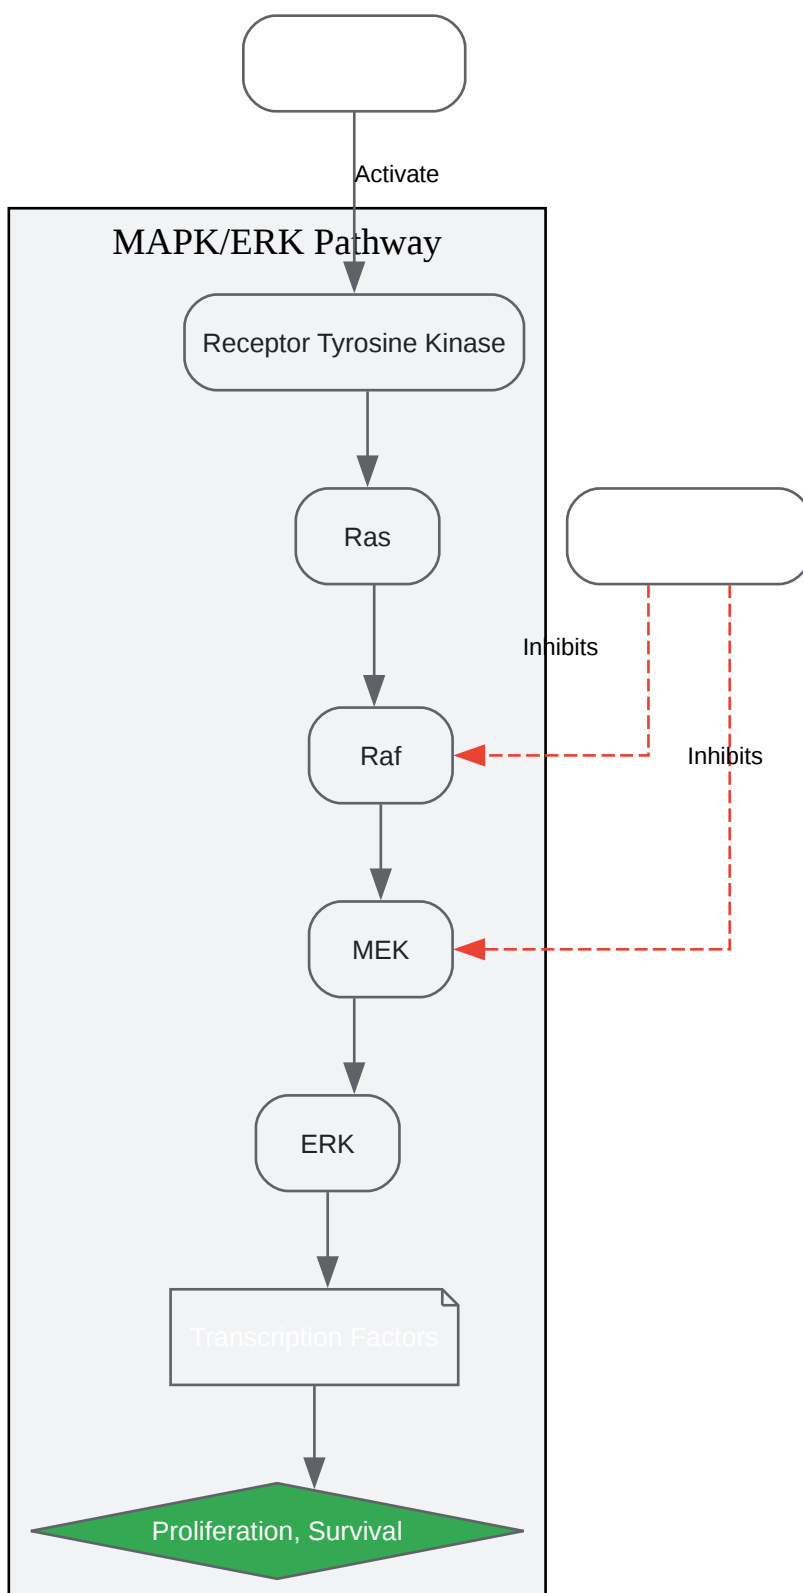 Activate
MAPK/ERK Pathway
Receptor Tyrosine Kinase
Ras
Inhibits
Raf
Inhibits
MEK
ERK
Transcription Factors
Proliferation, Survival